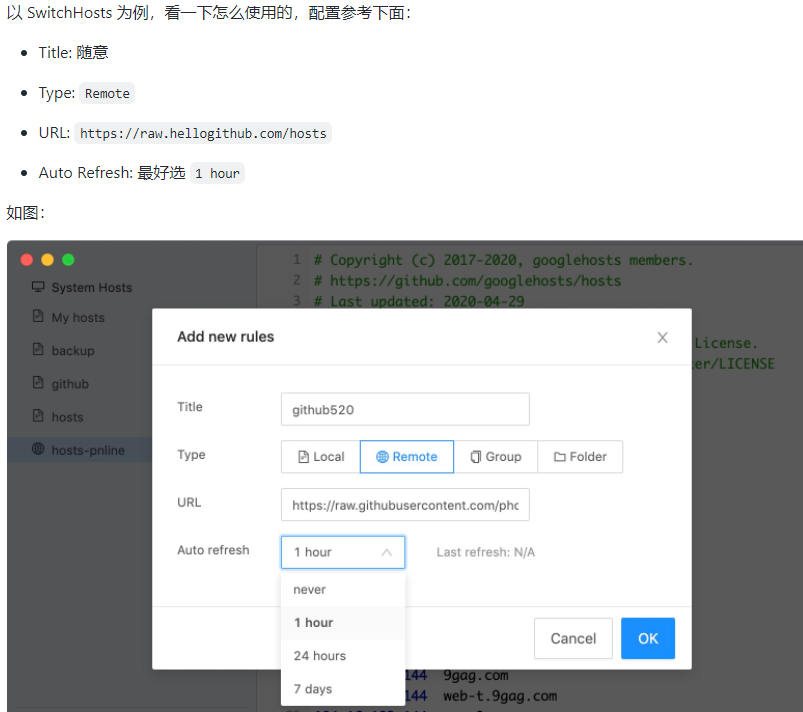 以 SwitchHosts 为例，看一下怎么使用的，配置参考下面：
Title: 随意
Type: Remote
URL: https://raw.hellogithub.com/hosts
Auto Refresh: 最好选 1 hour
如图：
1 # Copyright (c) 2017-2020, googlehosts members.
2 # https://github.com/googlehosts/hosts
3 # Last updated: 2020-04-29
System Hosts
My hosts
backup
github
hosts
hosts-pnline
License.
er/LICENSE
Add new rules
Title
github520
Type
Local Remote Group Folder
URL
https://raw.githubusercontent.com/phc
Auto refresh
1 hour
Last refresh: N/A
never
1 hour
24 hours
7 days
Cancel OK
144 9gag.com
144 web-t.9gag.com